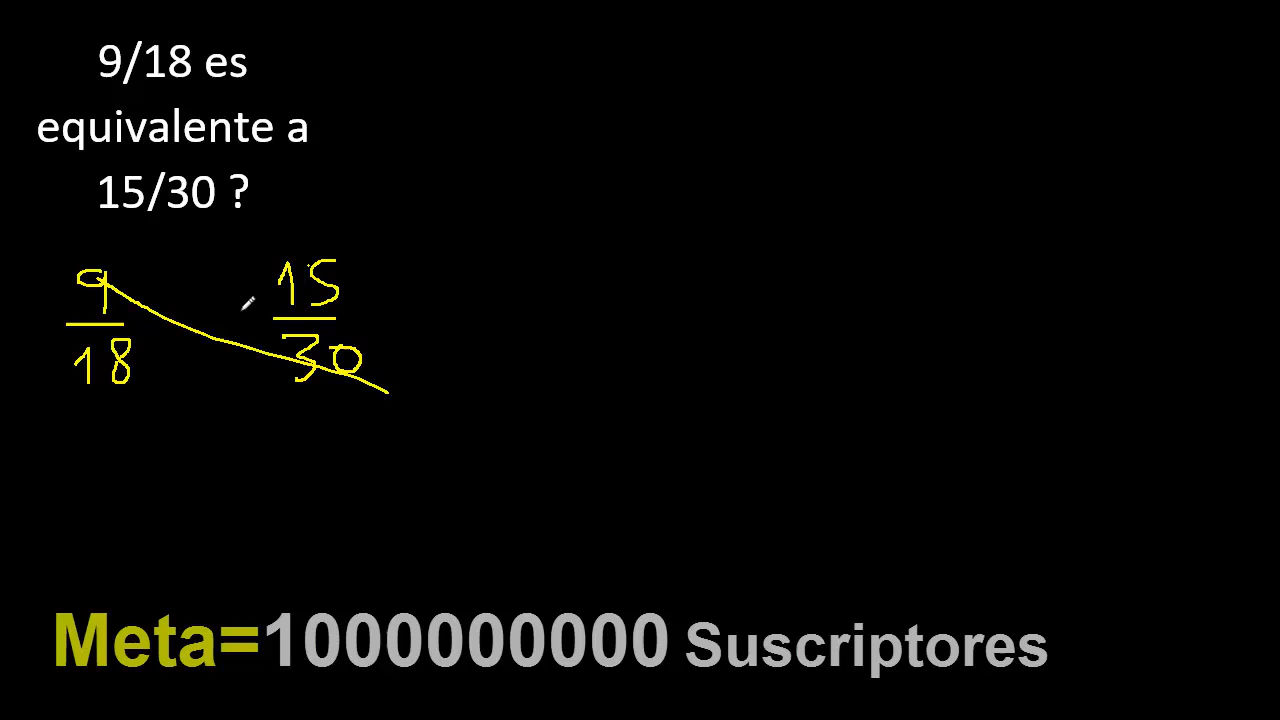 9/18 es
equivalente a
15/30 ?
9 15
18 30
Meta=1000000000 Suscriptores